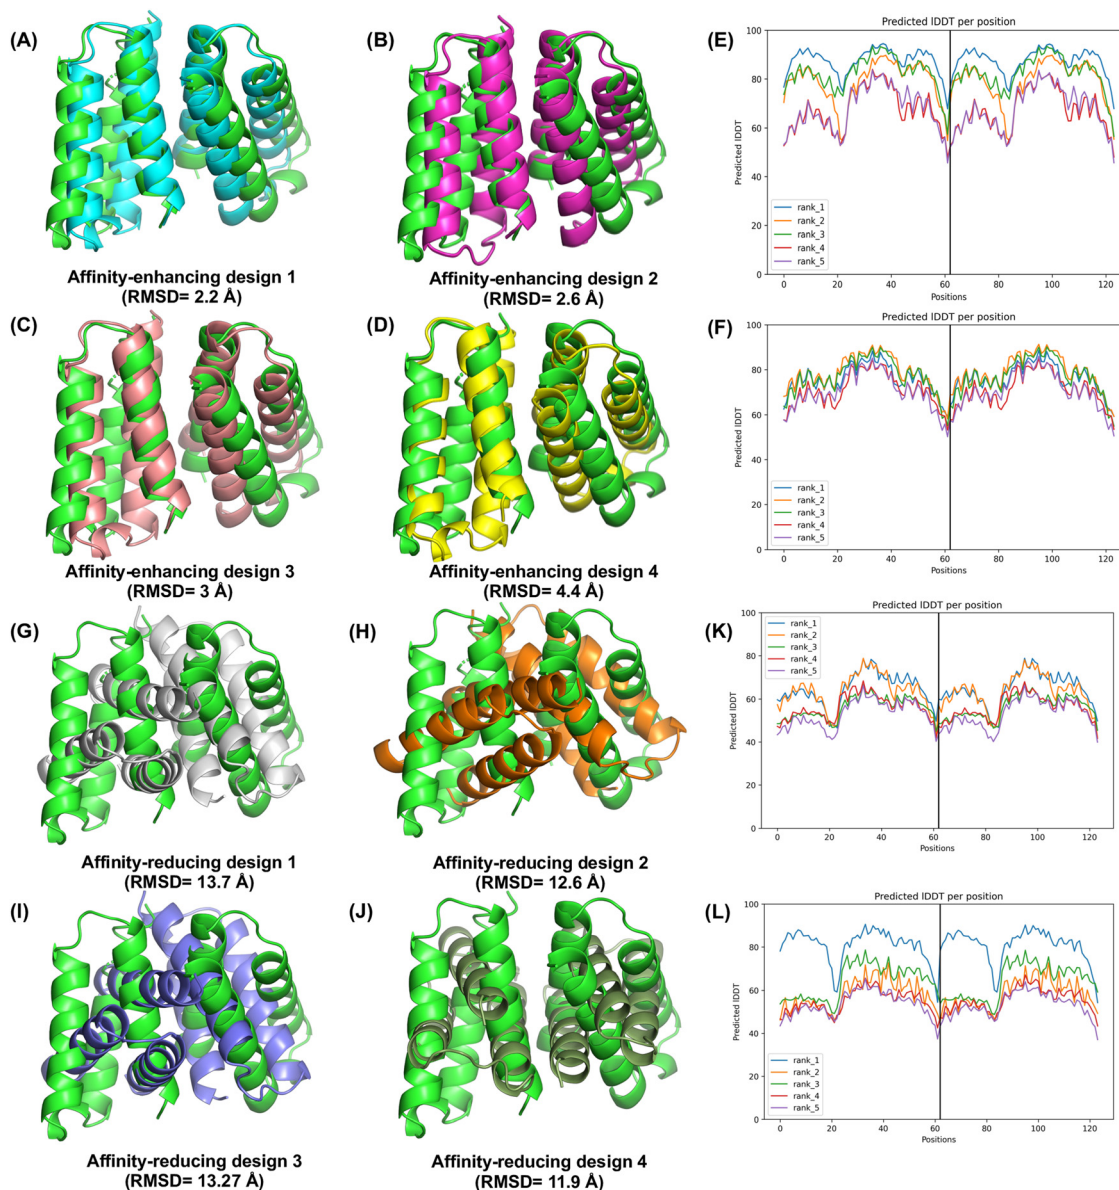 (A)
(B)
(E)
Predicted lDDT per position
100
80
60
40
20
0
Predicted lDDT
rank_1
rank_2
rank_3
rank_4
rank_5
0 20 40 60 80 100 120
Positions
Affinity-enhancing design 1
(RMSD= 2.2 Å)
Affinity-enhancing design 2
(RMSD= 2.6 Å)
(C)
(D)
(F)
Predicted lDDT per position
100
80
60
40
20
0
Predicted lDDT
rank_1
rank_2
rank_3
rank_4
rank_5
0 20 40 60 80 100 120
Positions
Affinity-enhancing design 3
(RMSD= 3 Å)
Affinity-enhancing design 4
(RMSD= 4.4 Å)
(G)
(H)
(K)
Predicted lDDT per position
100
80
60
40
20
0
Predicted lDDT
rank_1
rank_2
rank_3
rank_4
rank_5
0 20 40 60 80 100 120
Positions
Affinity-reducing design 1
(RMSD= 13.7 Å)
Affinity-reducing design 2
(RMSD= 12.6 Å)
(I)
(J)
(L)
Predicted lDDT per position
100
80
60
40
20
0
Predicted lDDT
rank_1
rank_2
rank_3
rank_4
rank_5
0 20 40 60 80 100 120
Positions
Affinity-reducing design 3
(RMSD= 13.27 Å)
Affinity-reducing design 4
(RMSD= 11.9 Å)